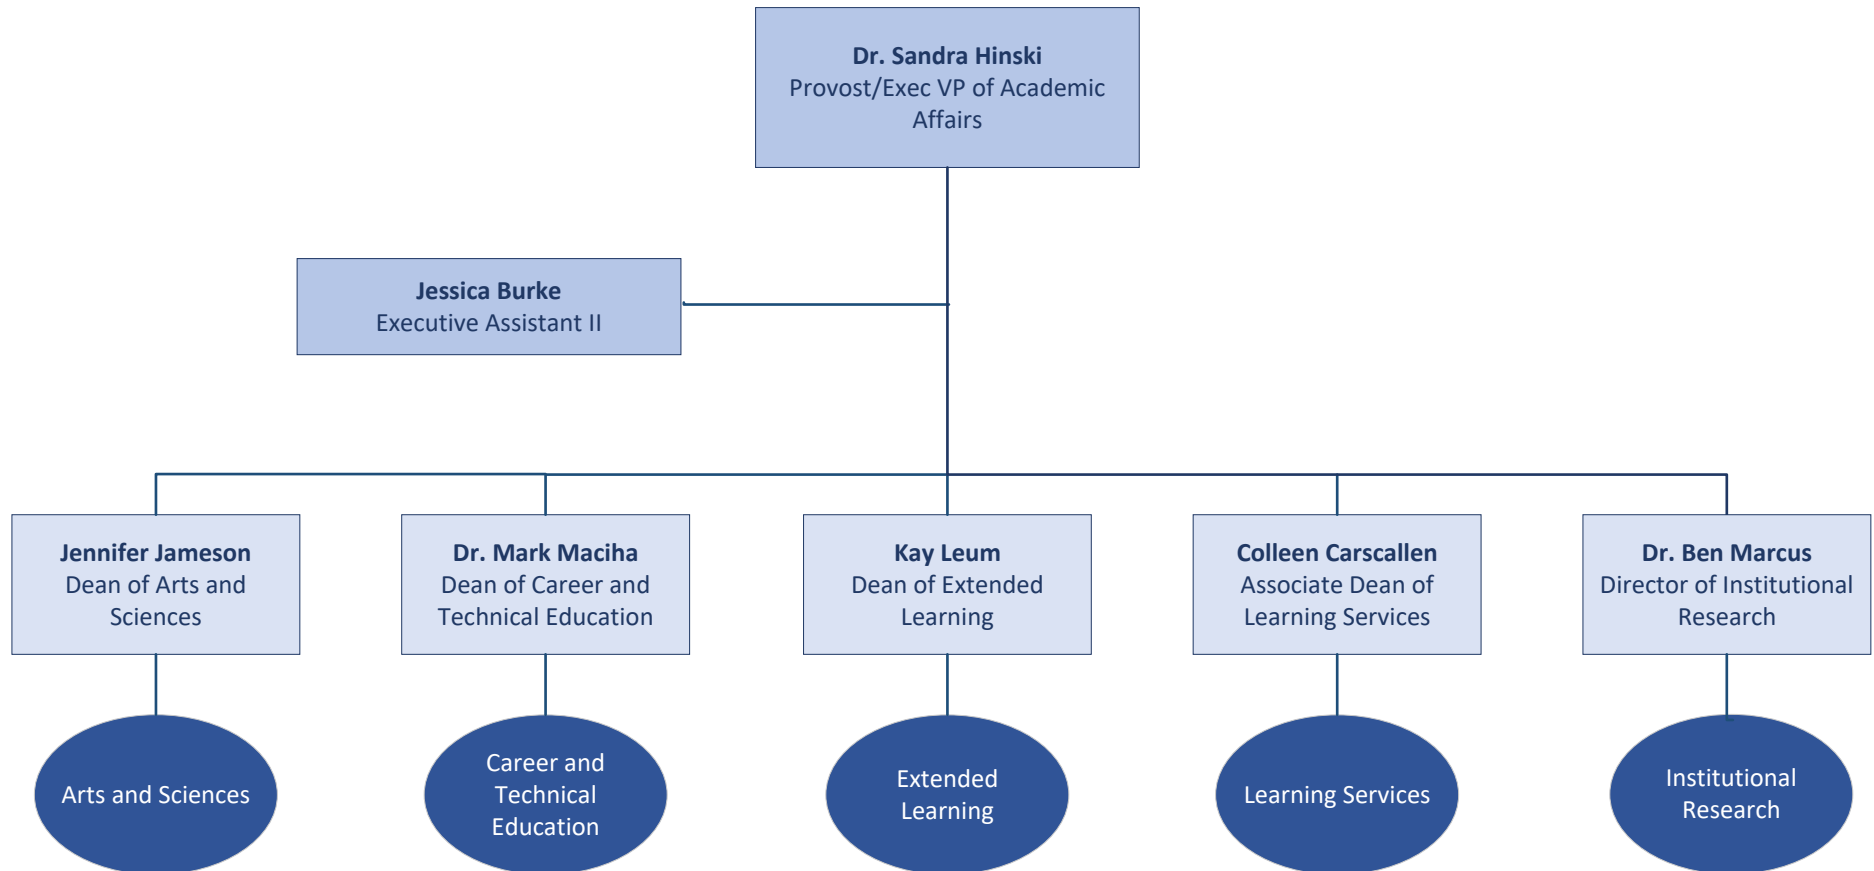 Dr. Sandra Hinski
Provost/Exec VP of Academic
Affairs
Jessica Burke
Executive Assistant II
Jennifer Jameson
Dean of Arts and
Sciences
Dr. Mark Maciha
Dean of Career and
Technical Education
Kay Leum
Dean of Extended
Learning
Colleen Carscallen
Associate Dean of
Learning Services
Dr. Ben Marcus
Director of Institutional
Research
Arts and Sciences
Career and
Technical
Education
Extended
Learning
Learning Services
Institutional
Research